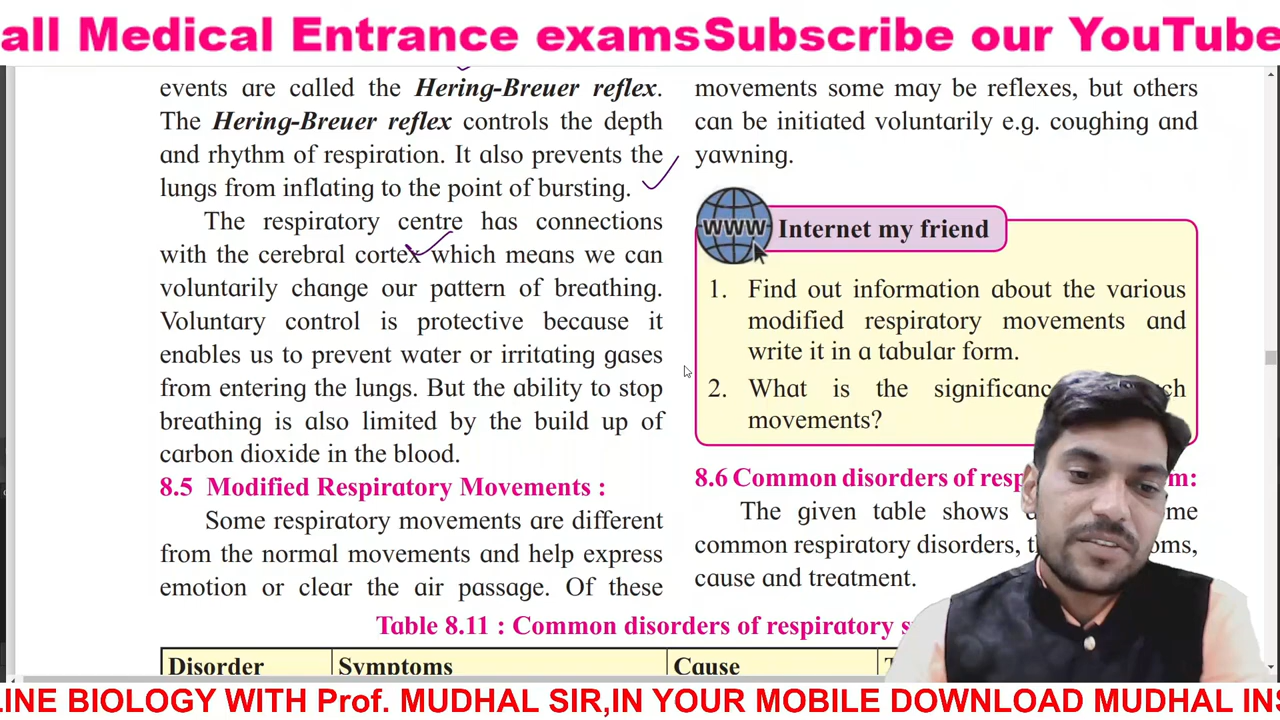 all Medical Entrance examsSubscribe our YouTube
events are called the Hering-Breuer reflex.
The Hering-Breuer reflex controls the depth
and rhythm of respiration. It also prevents the
lungs from inflating to the point of bursting.
The respiratory centre has connections
with the cerebral cortex which means we can
voluntarily change our pattern of breathing.
Voluntary control is protective because it
enables us to prevent water or irritating gases
from entering the lungs. But the ability to stop
breathing is also limited by the build up of
carbon dioxide in the blood.
8.5 Modified Respiratory Movements :
Some respiratory movements are different
from the normal movements and help express
emotion or clear the air passage. Of these
movements some may be reflexes, but others
can be initiated voluntarily e.g. coughing and
yawning.
www Internet my friend
1. Find out information about the various
modified respiratory movements and
write it in a tabular form.
2. What is the significance
movements?
8.6 Common disorders of
The given table shows
common respiratory disorders,
cause and treatment.
Table 8.11 : Common disorders of respiratory
Disorder Symptoms Cause
LINE BIOLOGY WITH Prof. MUDHAL SIR,IN YOUR MOBILE DOWNLOAD MUDHAL INS